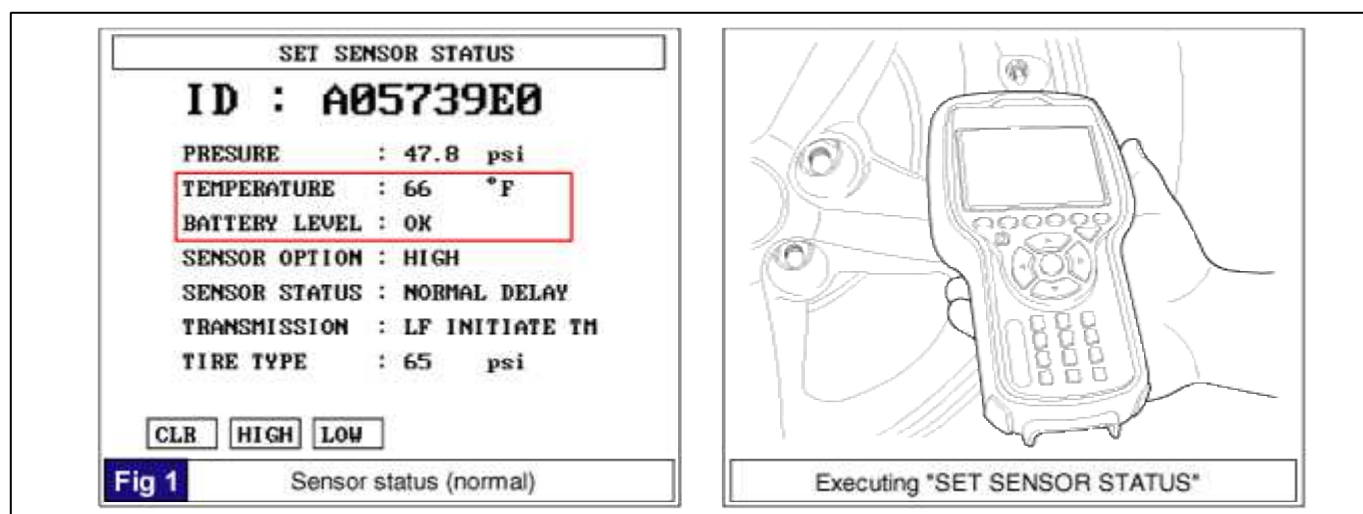 SET SENSOR STATUS
ID : A05739E0
PRESURE : 47.8 psi
TEMPERATURE : 66 °F
BATTERY LEVEL : OK
SENSOR OPTION : HIGH
SENSOR STATUS : NORMAL DELAY
TRANSMISSION : LF INITIATE TM
TIRE TYPE : 65 psi
CLR HIGH LOW
Fig 1 Sensor status (normal)
Executing "SET SENSOR STATUS"